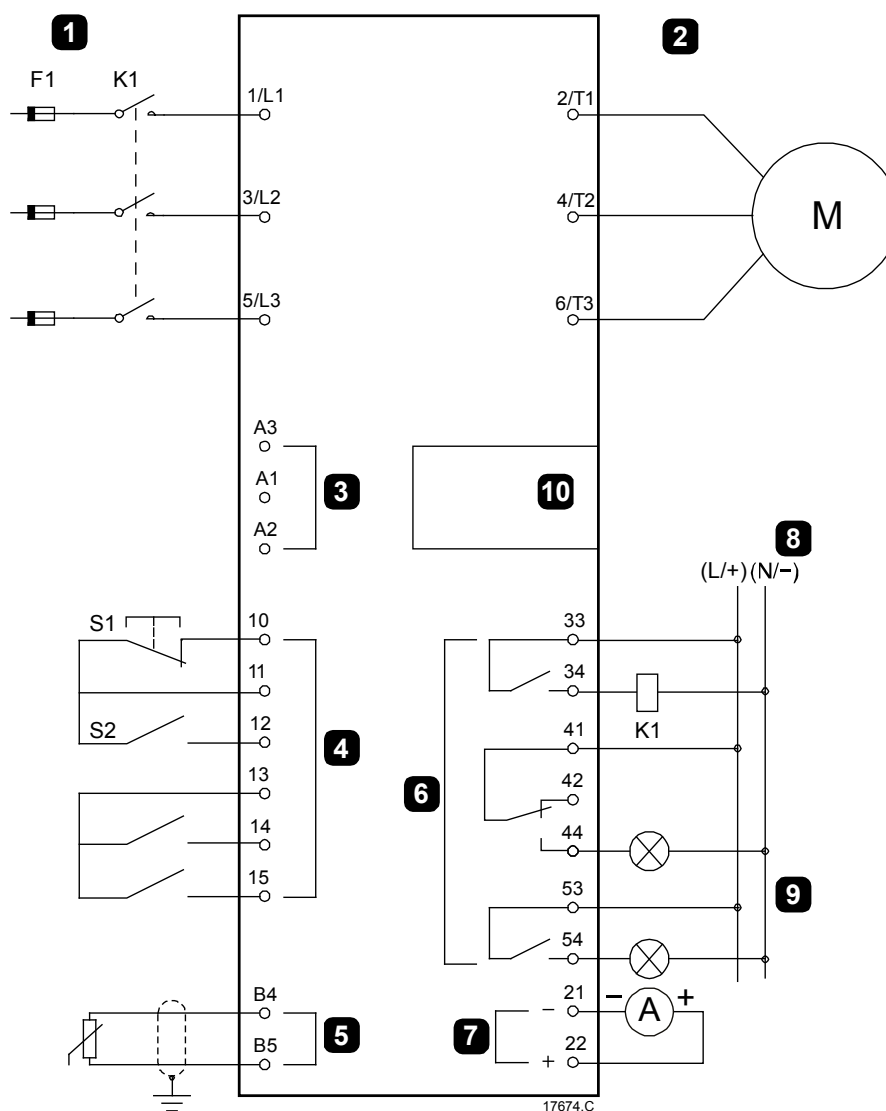 1
2
F1 K1
1/L1 2/T1
3/L2 4/T2
M
5/L3 6/T3
A3
A1
A2
3
10
8
(L/+) (N/−)
S1 10 33
11 34
S2 12 K1
41
4
13 42
6
14 44
15 53
9
54
B4 21 − − A +
5
7
B5 + 22
17674.C